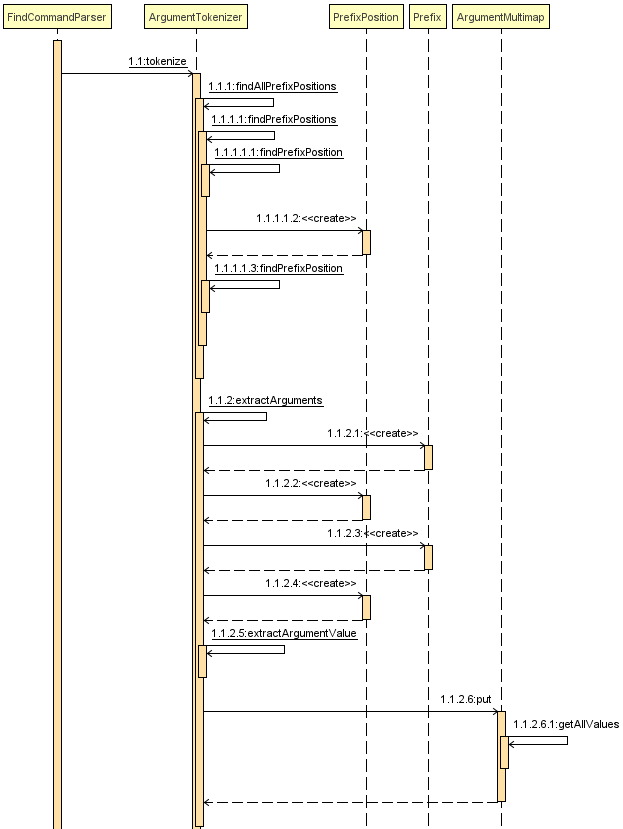 FindCommandParser ArgumentTokenizer PrefixPosition Prefix ArgumentMultimap
1.1:tokenize
1.1.1:findAllPrefixPositions
1.1.1.1:findPrefixPositions
1.1.1.1.1:findPrefixPosition
1.1.1.1.2:<<create>>
1.1.1.1.3:findPrefixPosition
1.1.2:extractArguments
1.1.2.1:<<create>>
1.1.2.2:<<create>>
1.1.2.3:<<create>>
1.1.2.4:<<create>>
1.1.2.5:extractArgumentValue
1.1.2.6:put
1.1.2.6.1:getAllValues